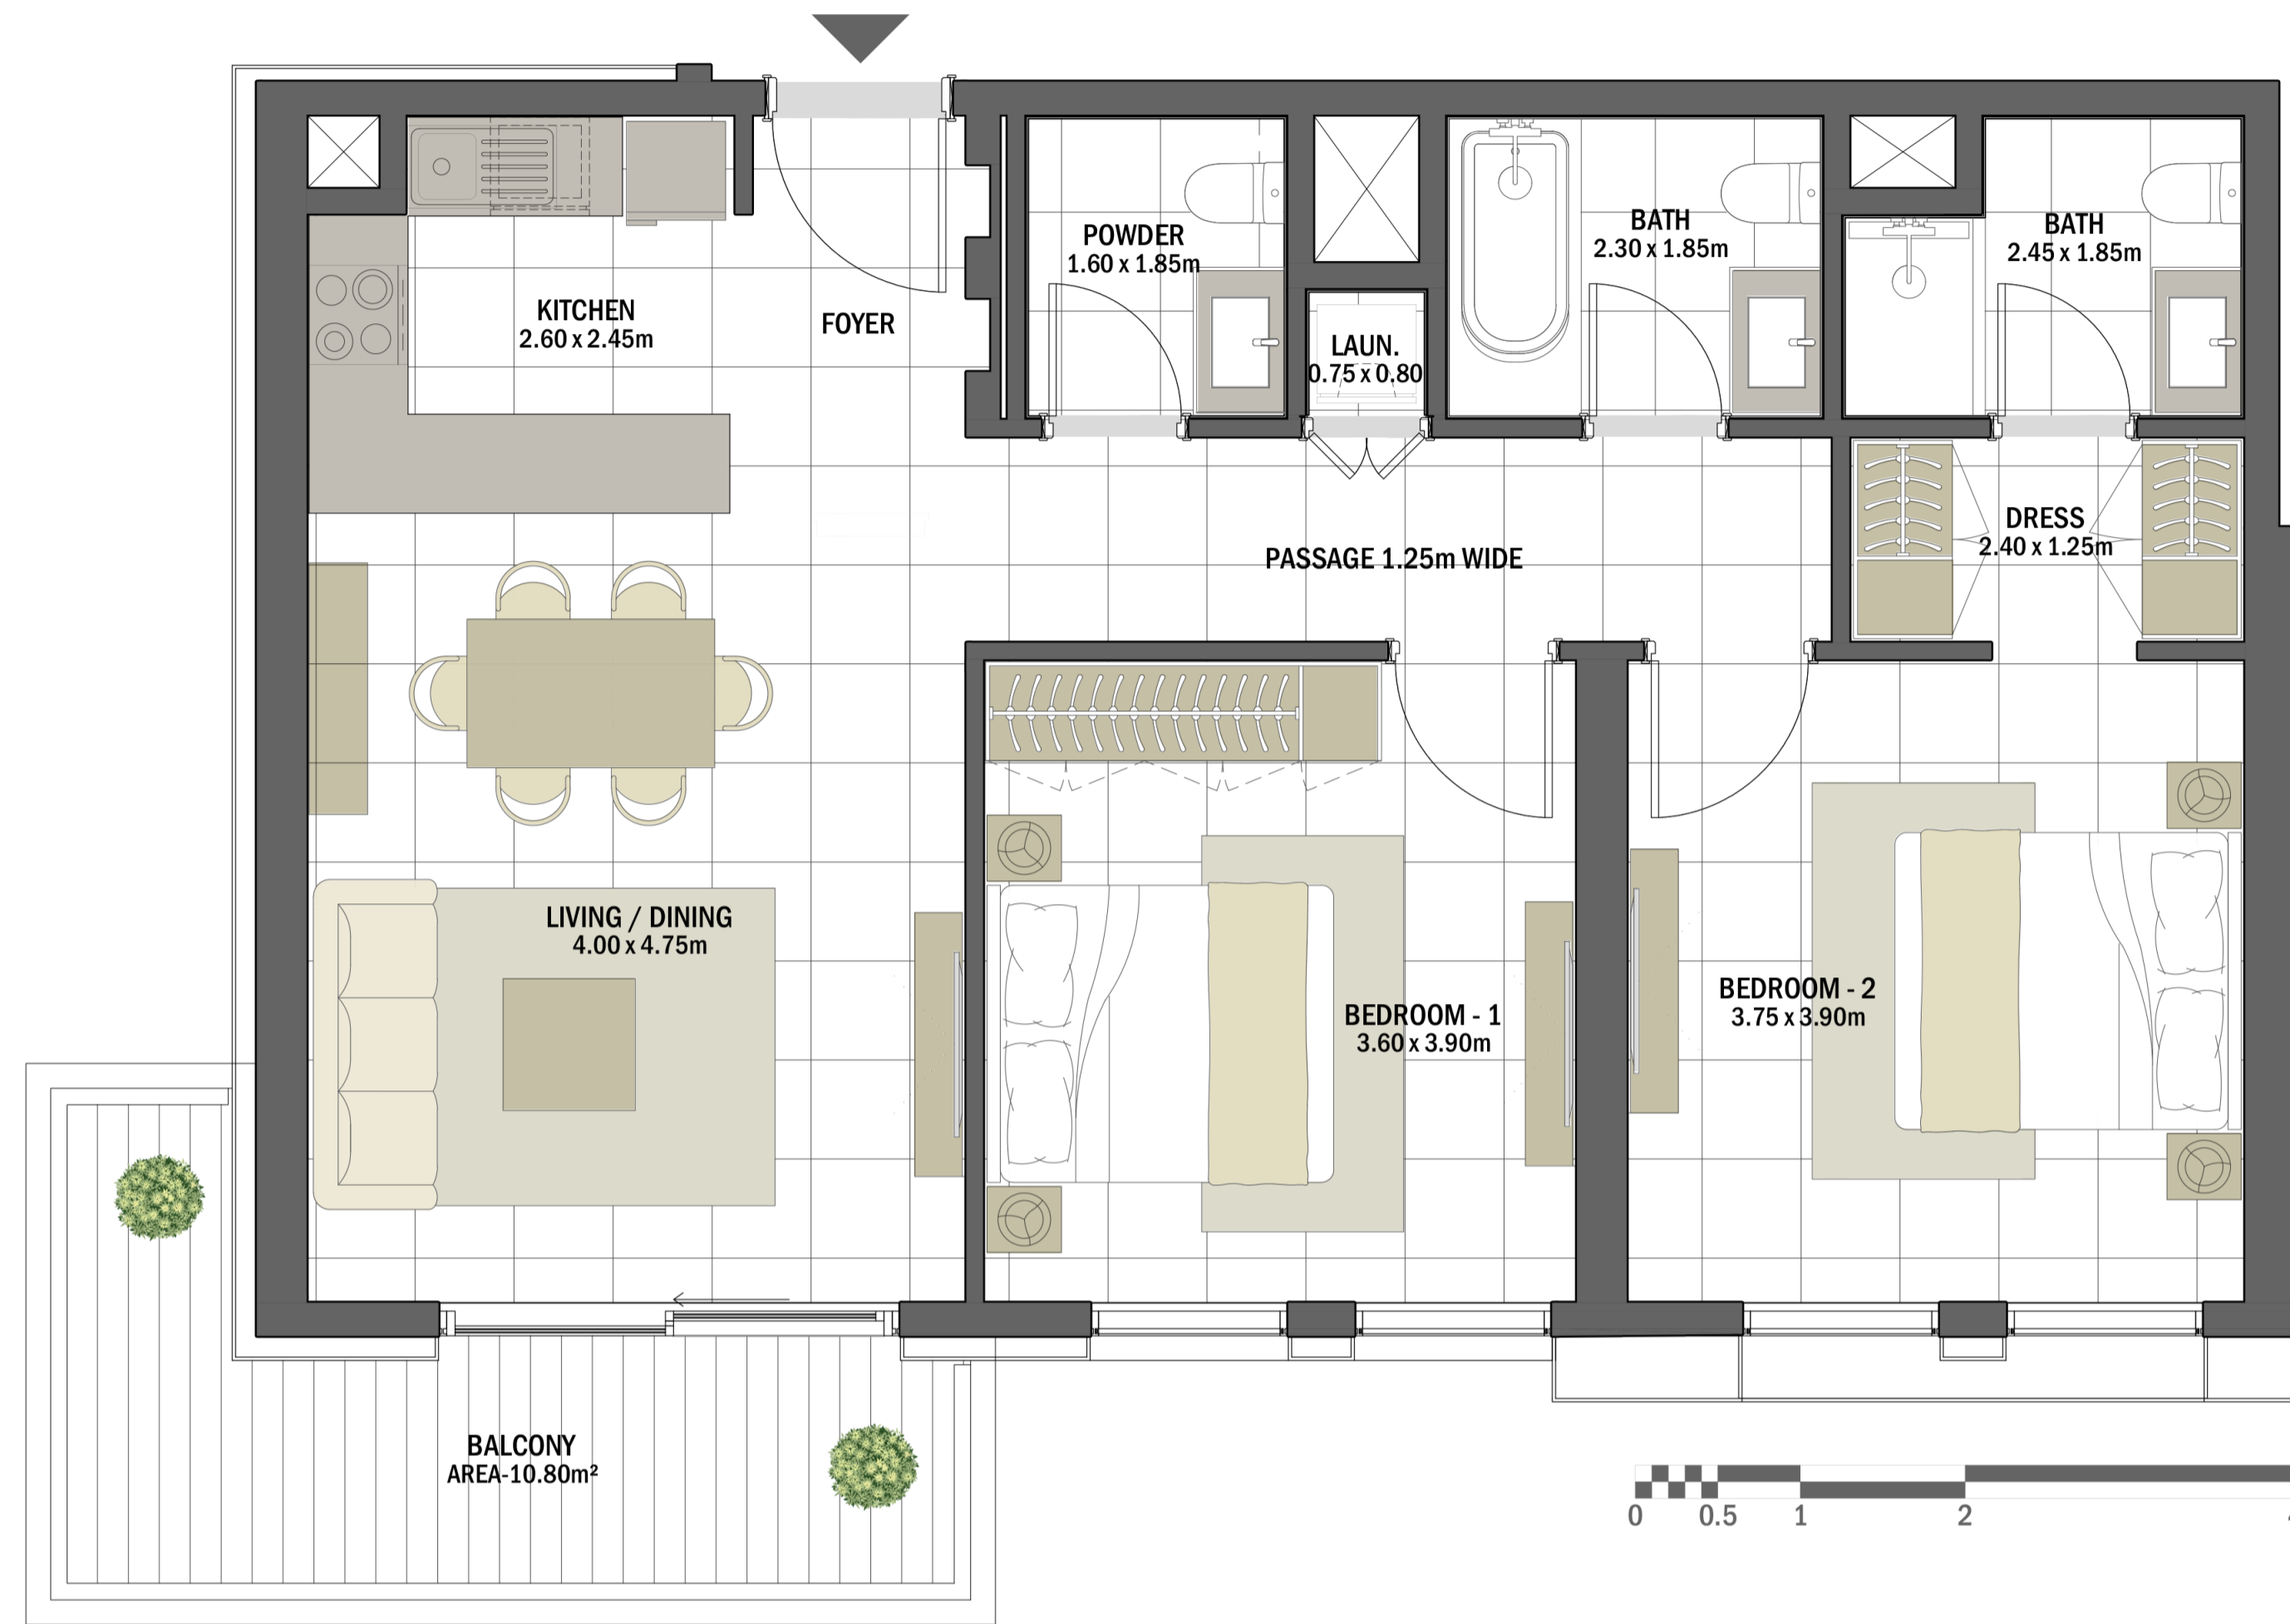 POWDER
1.60 x 1.85m
BATH
2.30 x 1.85m
BATH
2.45 x 1.85m
KITCHEN
2.60 x 2.45m
FOYER
LAUN.
0.75 x 0.80
DRESS
2.40 x 1.25m
PASSAGE 1.25m WIDE
LIVING / DINING
4.00 x 4.75m
BEDROOM - 1
3.60 x 3.90m
BEDROOM - 2
3.75 x 3.90m
BALCONY
AREA-10.80m²
0 0.5 1 2